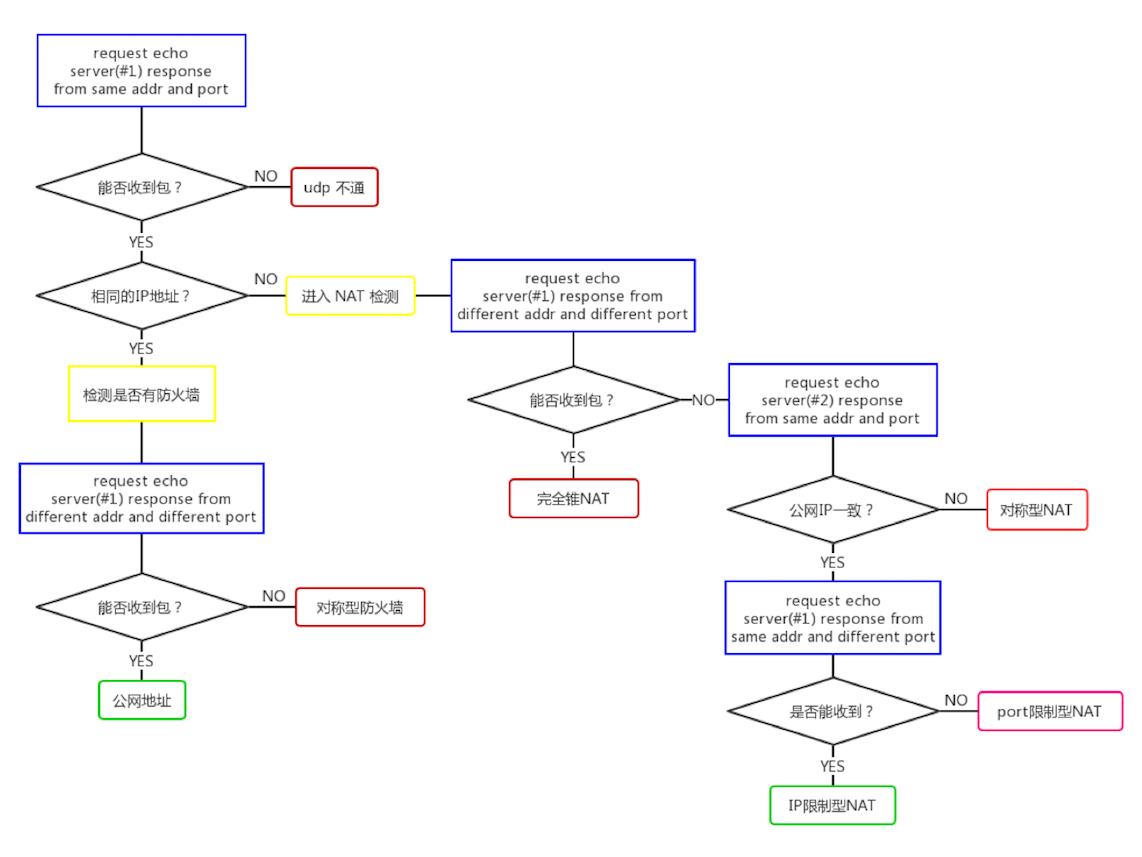 request echo
server(#1) response
from same addr and port
能否收到包？
NO
udp 不通
YES
相同的IP地址？
NO
进入 NAT 检测
request echo
server(#1) response from
different addr and different port
YES
检测是否有防火墙
能否收到包？
NO
request echo
server(#2) response
from same addr and port
YES
完全锥NAT
request echo
server(#1) response from
different addr and different port
公网IP一致？
NO
对称型NAT
YES
能否收到包？
NO
对称型防火墙
request echo
server(#1) response from
same addr and different port
YES
公网地址
是否能收到？
NO
port限制型NAT
YES
IP限制型NAT